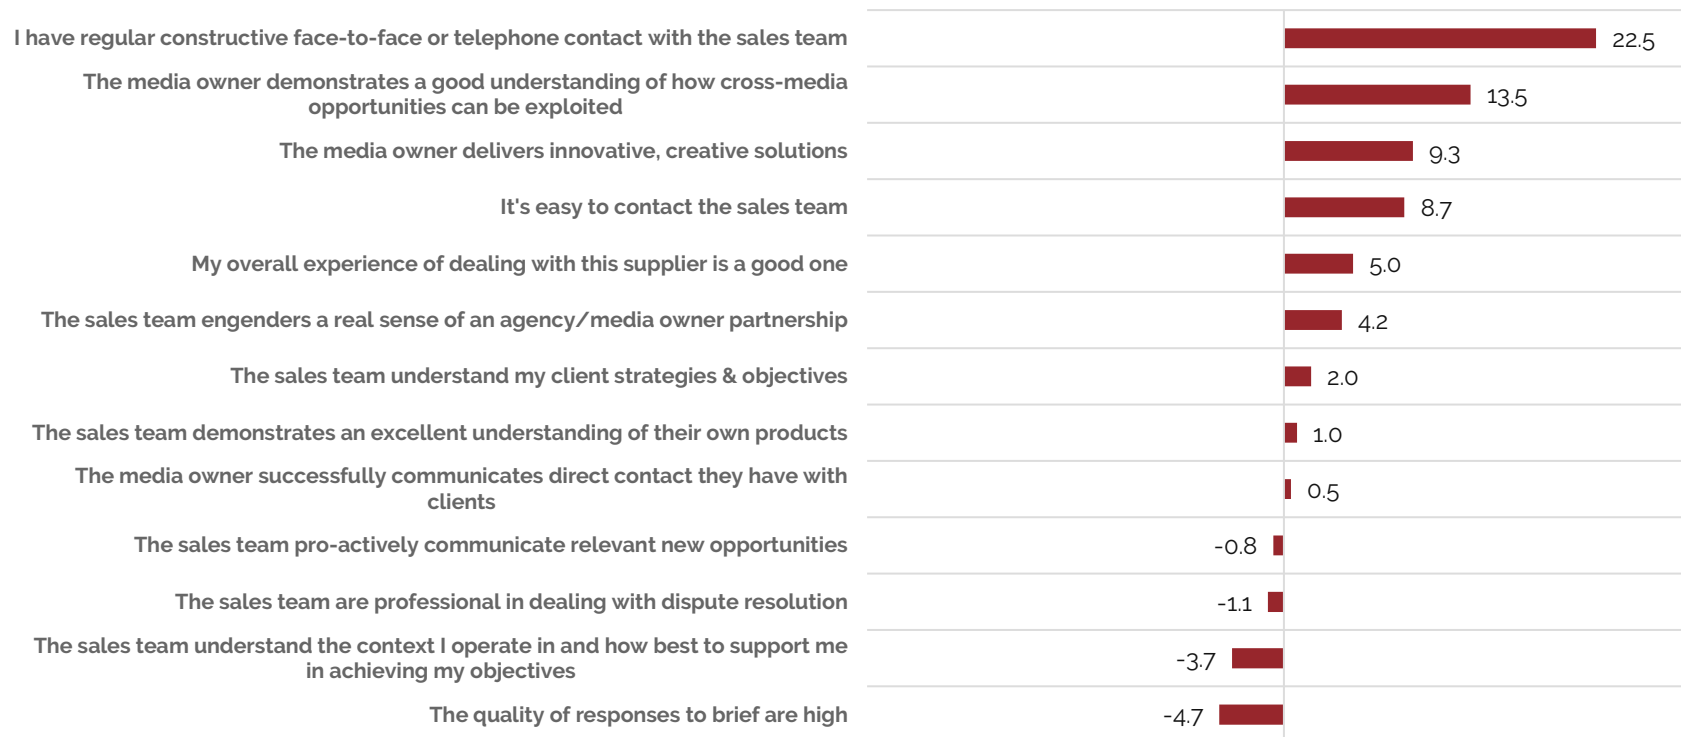 I have regular constructive face-to-face or telephone contact with the sales team
22.5
The media owner demonstrates a good understanding of how cross-media
opportunities can be exploited
13.5
The media owner delivers innovative, creative solutions
9.3
It's easy to contact the sales team
8.7
My overall experience of dealing with this supplier is a good one
5.0
The sales team engenders a real sense of an agency/media owner partnership
4.2
The sales team understand my client strategies & objectives
2.0
The sales team demonstrates an excellent understanding of their own products
1.0
The media owner successfully communicates direct contact they have with
clients
0.5
The sales team pro-actively communicate relevant new opportunities
-0.8
The sales team are professional in dealing with dispute resolution
-1.1
The sales team understand the context I operate in and how best to support me
in achieving my objectives
-3.7
The quality of responses to brief are high
-4.7